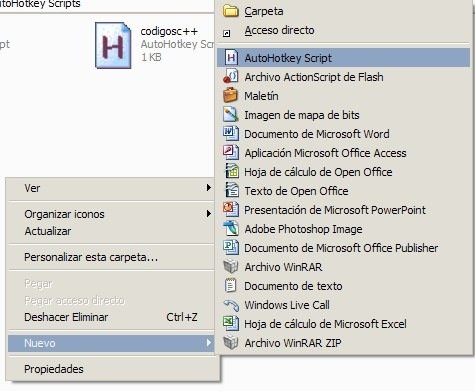 AutoHotkey Scripts
pt
codigosc++
AutoHotkey Scr
1 KB
Ver
Organizar iconos
Actualizar
Personalizar esta carpeta...
Pegar
Pegar acceso directo
Deshacer Eliminar Ctrl+Z
Nuevo
Propiedades
Carpeta
Acceso directo
AutoHotkey Script
Archivo ActionScript de Flash
Maletín
Imagen de mapa de bits
Documento de Microsoft Word
Aplicación Microsoft Office Access
Hoja de cálculo de Open Office
Texto de Open Office
Presentación de Microsoft PowerPoint
Adobe Photoshop Image
Documento de Microsoft Office Publisher
Archivo WinRAR
Documento de texto
Windows Live Call
Hoja de cálculo de Microsoft Excel
Archivo WinRAR ZIP